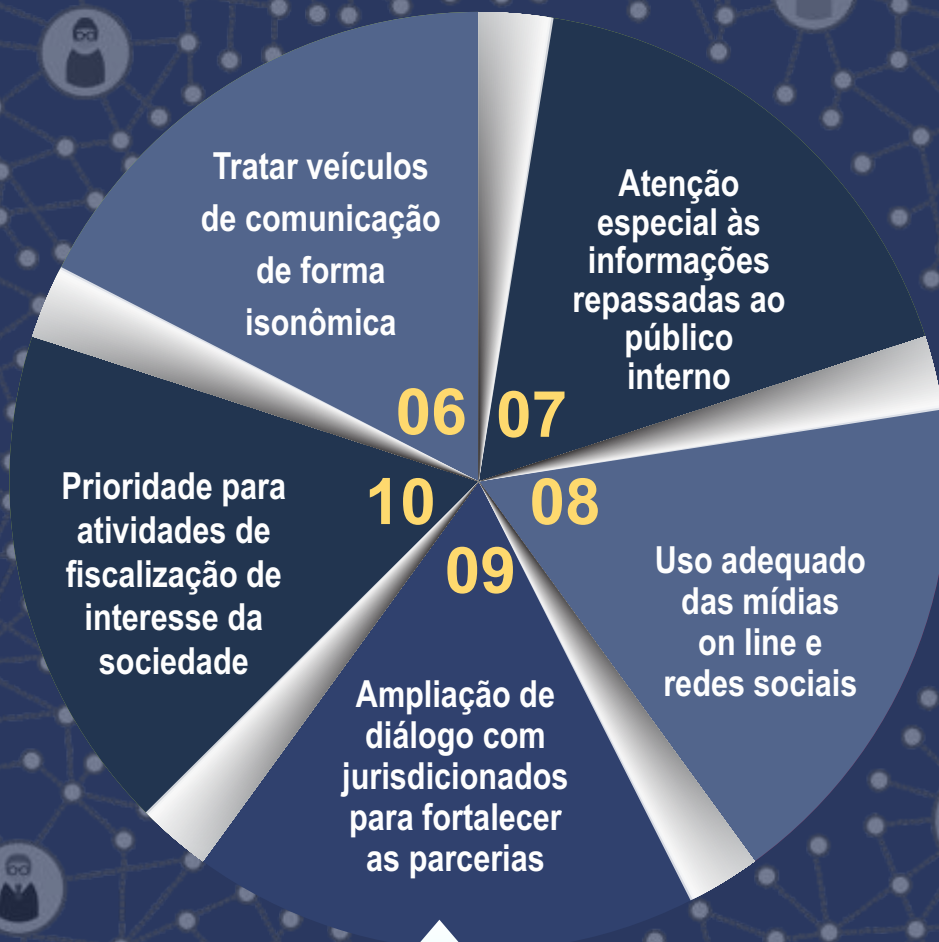 Tratar veículos
de comunicação
de forma
isonômica
06
07
Atenção
especial às
informações
repassadas ao
público
interno
08
Uso adequado
das mídias
on line e
redes sociais
09
Ampliação de
diálogo com
jurisdicionados
para fortalecer
as parcerias
10
Prioridade para
atividades de
fiscalização de
interesse da
sociedade